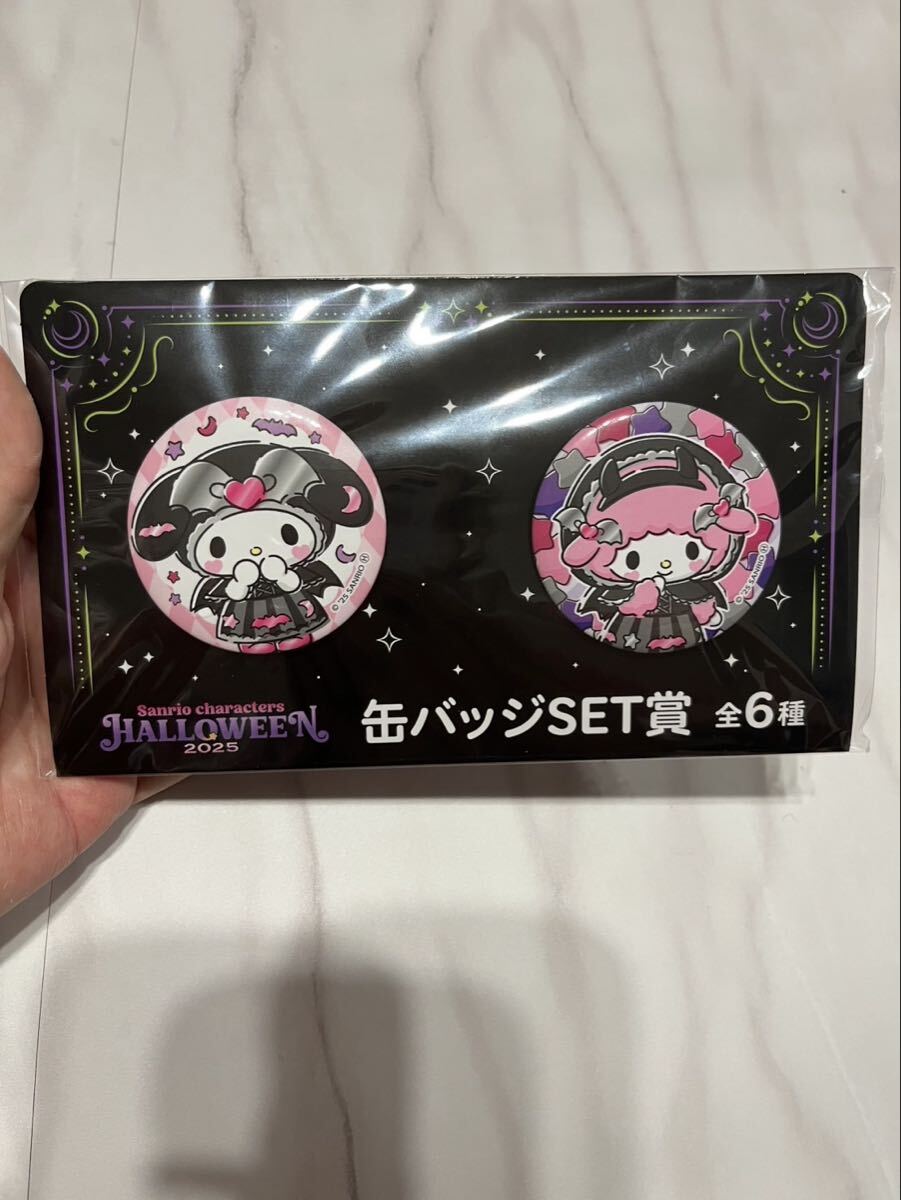 © '25 SANRIO Ⓗ
© '25 SANRIO Ⓗ
Sanrio characters
HALLOWEEN
2025
缶バッジSET賞 全6種